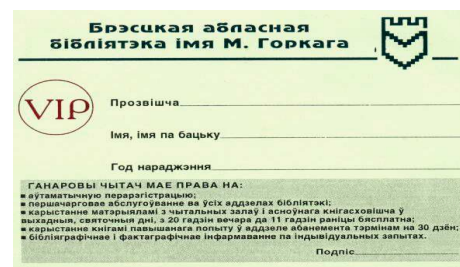 Брэсцкая абласная
бібліятэка імя М. Горкага
VIP
Прозвішча
Імя, імя па бацьку
Год нараджэння
ГАНАРОВЫ ЧЫТАЧ МАЕ ПРАВА НА:
▪ аўтаматычную перарэгістрацыю;
▪ першачарговае абслугоўванне ва ўсіх аддзелах бібліятэкі;
▪ карыстанне матэрыяламі з чытальных залаў і асноўнага кнігасховішча ў
выхадныя, святочныя дні, з 20 гадзін вечара да 11 гадзін раніцы бясплатна;
▪ карыстанне кнігамі павышанага попыту ў аддзеле абанемента тэрмінам на 30 дзён;
▪ бібліяграфічнае і фактаграфічнае інфармаванне па індывідуальных запытах.
Подпіс